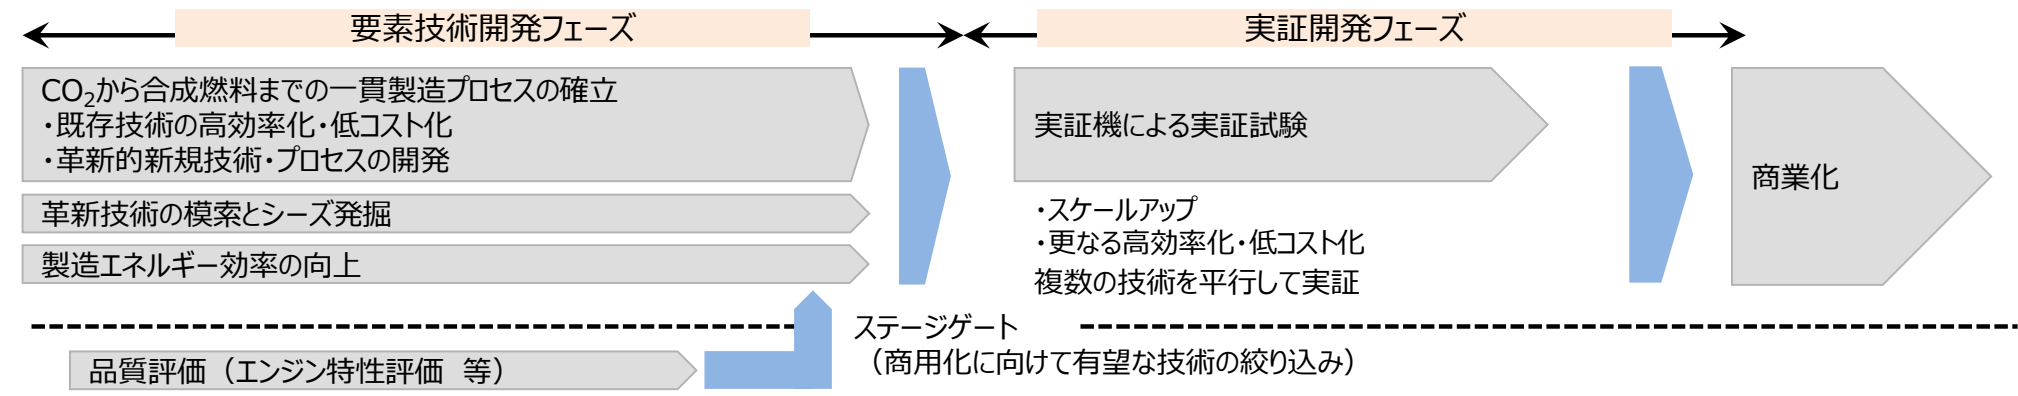 要素技術開発フェーズ
実証開発フェーズ
CO₂から合成燃料までの一貫製造プロセスの確立
・既存技術の高効率化・低コスト化
・革新的新規技術・プロセスの開発
革新技術の模索とシーズ発掘
製造エネルギー効率の向上
実証機による実証試験
・スケールアップ
・更なる高効率化・低コスト化
複数の技術を平行して実証
商業化
ステージゲート
（商用化に向けて有望な技術の絞り込み）
品質評価（エンジン特性評価　等）